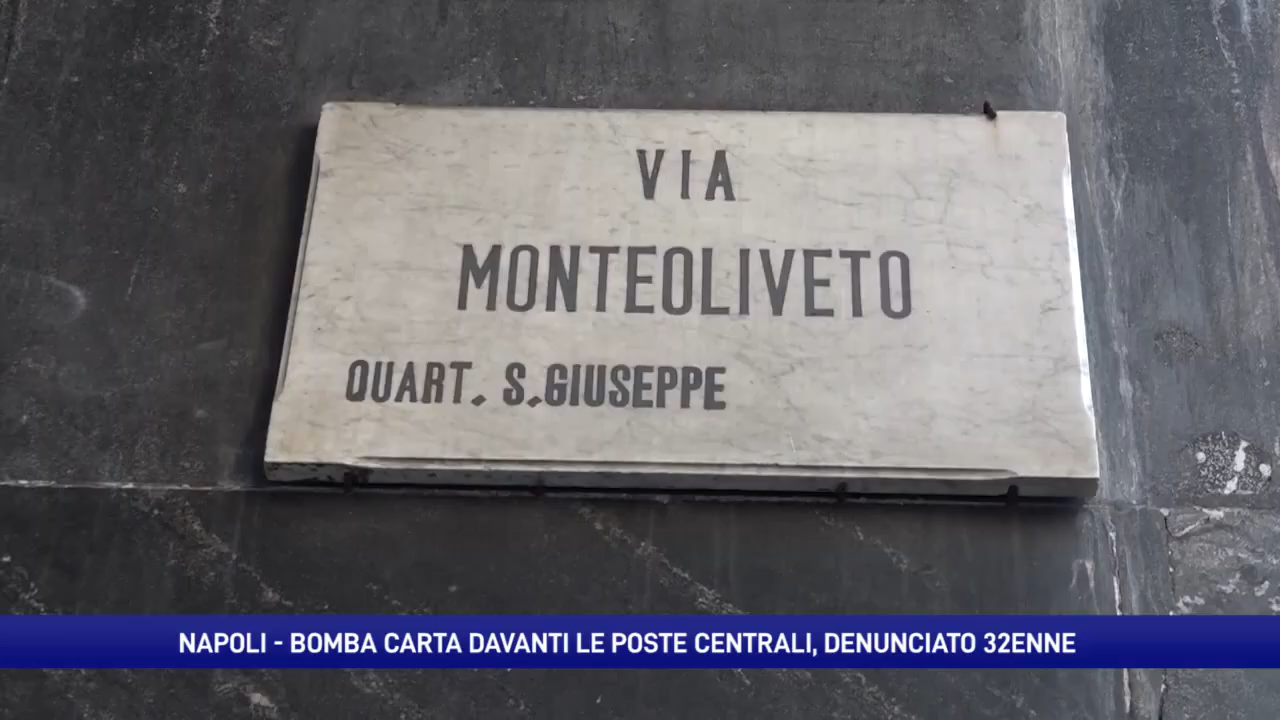 VIA
MONTEOLIVETO
QUART. S.GIUSEPPE
NAPOLI - BOMBA CARTA DAVANTI LE POSTE CENTRALI, DENUNCIATO 32ENNE